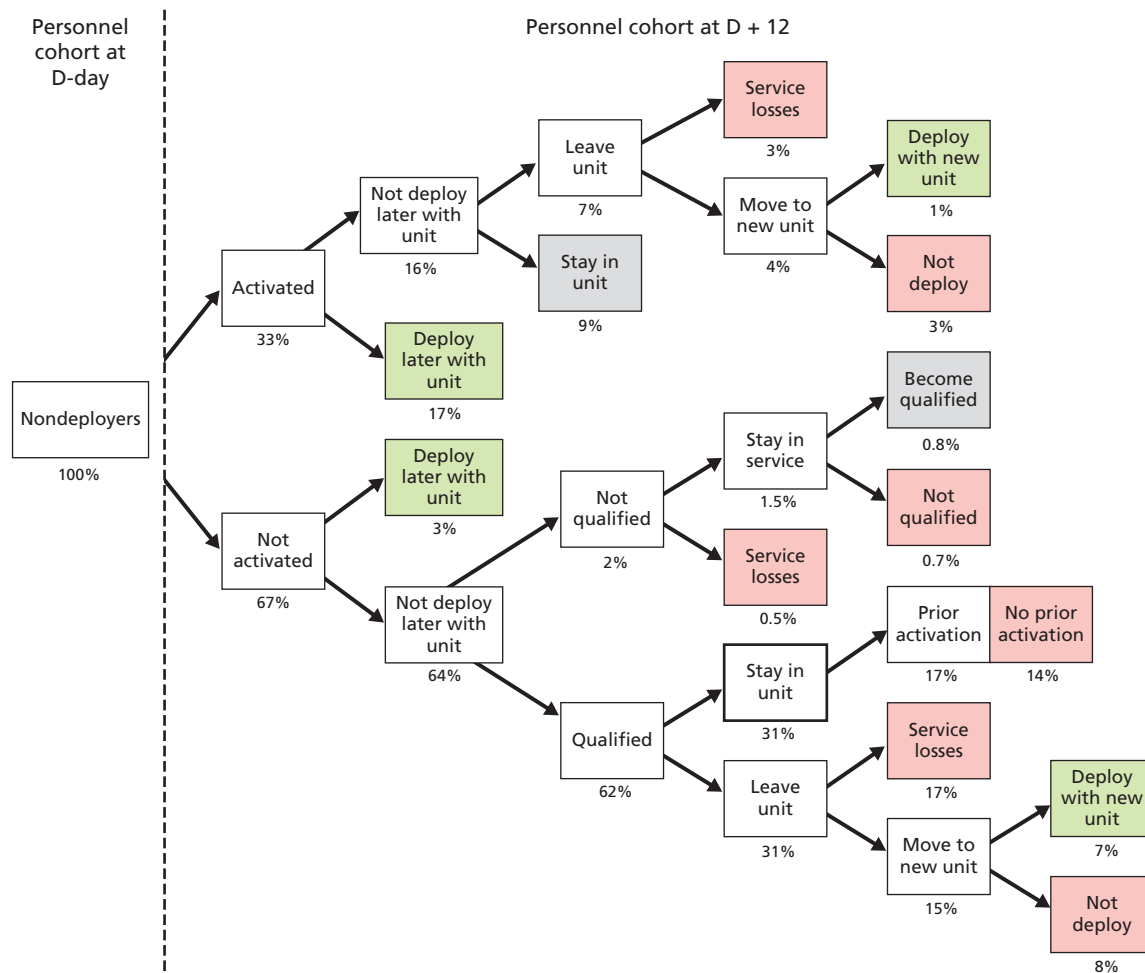 Personnel
cohort at
D-day
Personnel cohort at D + 12
Nondeployers
100%
Activated
33%
Not
activated
67%
Not deploy
later with
unit
16%
Deploy
later with
unit
17%
Deploy
later with
unit
3%
Not deploy
later with
unit
64%
Leave
unit
7%
Stay in
unit
9%
Not
qualified
2%
Qualified
62%
Service
losses
3%
Move to
new unit
4%
Stay in
service
1.5%
Service
losses
0.5%
Stay in
unit
31%
Leave
unit
31%
Deploy
with new
unit
1%
Not
deploy
3%
Become
qualified
0.8%
Not
qualified
0.7%
Prior
activation
17%
No prior
activation
14%
Service
losses
17%
Move to
new unit
15%
Deploy
with new
unit
7%
Not
deploy
8%